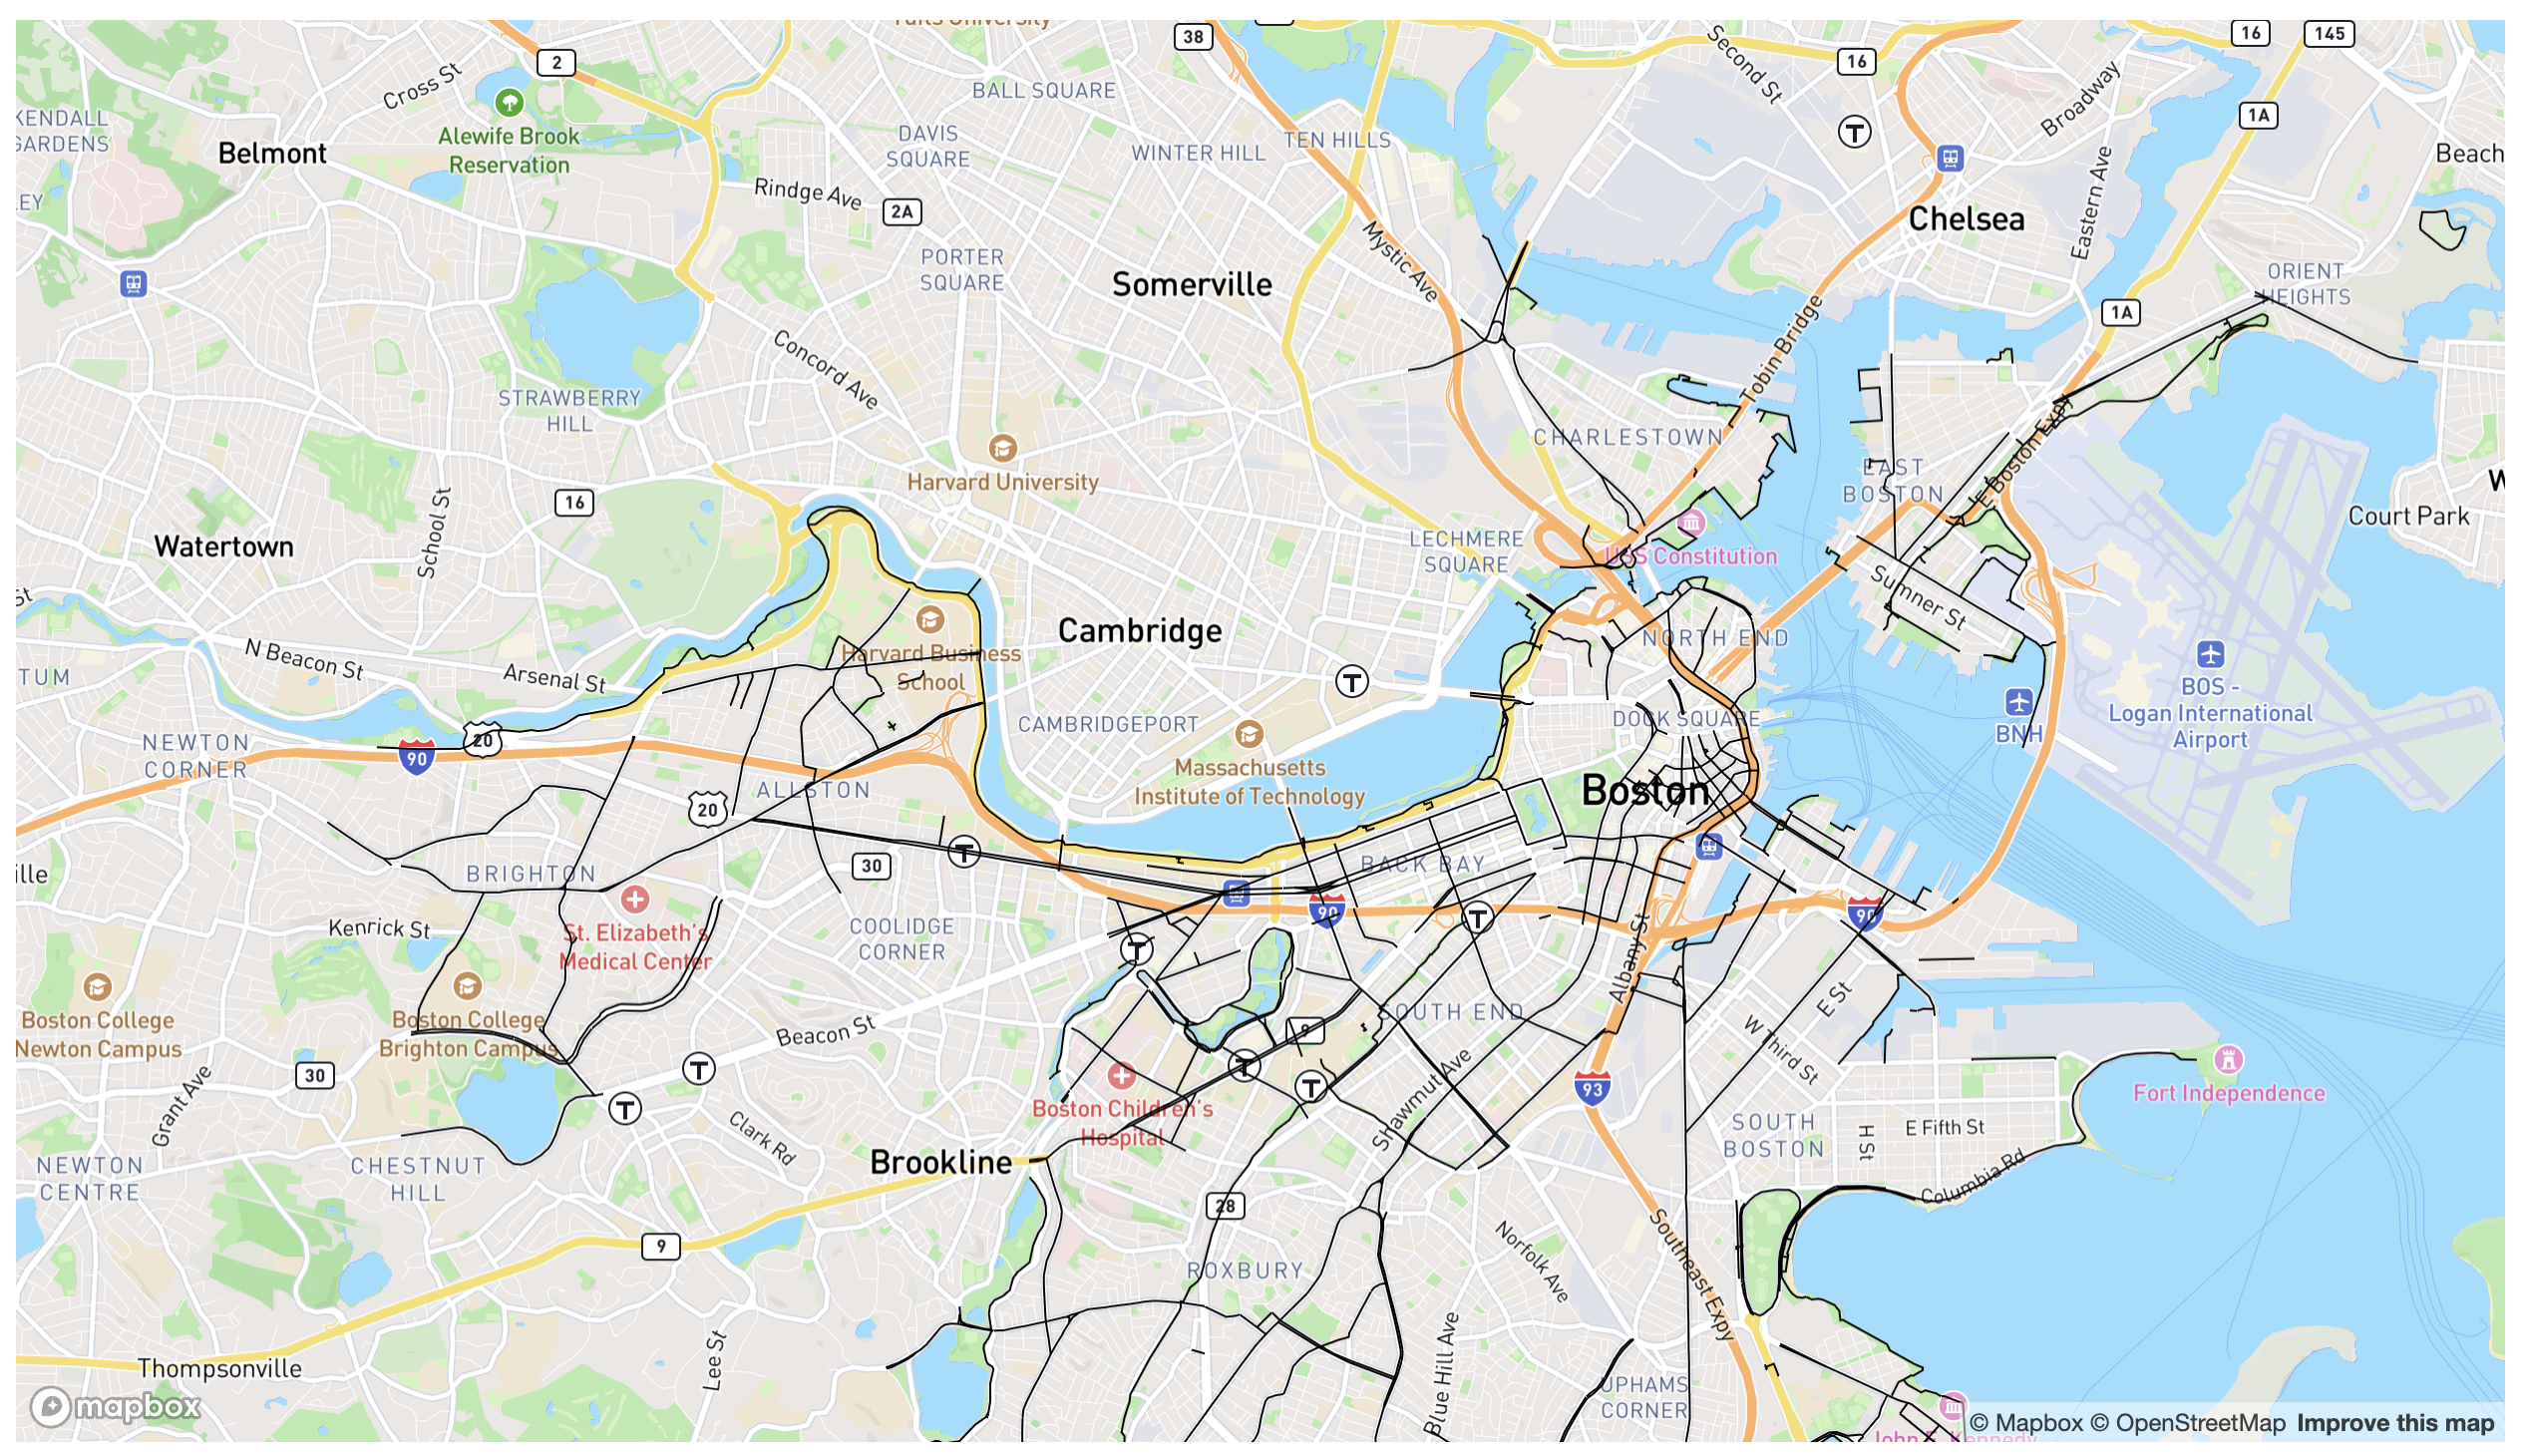 Tufts University
38
16
145
2
Cross St
Second St
16
BALL SQUARE
Broadway
KENDALL
GARDENS
Alewife Brook
Reservation
1A
DAVIS
SQUARE
TEN HILLS
Belmont
WINTER HILL
Beach
Rindge Ave
Eastern Ave
EY
2A
Chelsea
Mystic Ave
PORTER
SQUARE
Somerville
ORIENT
HEIGHTS
1A
Concord Ave
Tobin Bridge
STRAWBERRY
HILL
CHARLESTOWN
E Boston Expy
Harvard University
EAST
BOSTON
W
16
School St
Court Park
Watertown
LECHMERE
SQUARE
USS Constitution
St
Sumner St
Cambridge
NORTH END
N Beacon St
Harvard Business
School
Arsenal St
TUM
BOS -
Logan International
Airport
CAMBRIDGEPORT
DOCK SQUARE
BNH
NEWTON
CORNER
20
90
Massachusetts
Institute of Technology
ALLSTON
Boston
20
30
BACK BAY
ille
BRIGHTON
90
90
Kenrick St
St. Elizabeth's
Medical Center
COOLIDGE
CORNER
Albany St
Boston College
Newton Campus
Boston College
Brighton Campus
SOUTH END
E St
9
Beacon St
W Third St
30
Boston Children's
Hospital
93
Fort Independence
Grant Ave
Shawmut Ave
SOUTH
BOSTON
E Fifth St
H St
Clark Rd
NEWTON
CENTRE
CHESTNUT
HILL
Brookline
Columbia Rd
28
9
Norfolk Ave
Southeast Expy
ROXBURY
Thompsonville
Lee St
Blue Hill Ave
UPHAMS
CORNER
mapbox
© Mapbox © OpenStreetMap Improve this map
John F. Kennedy